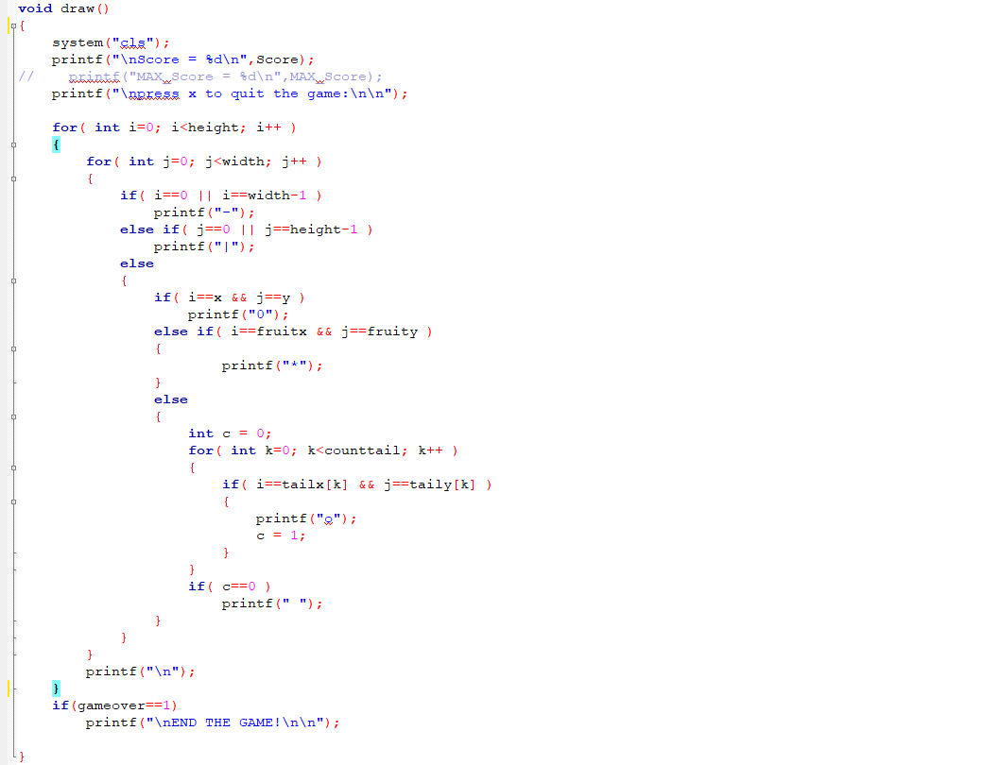 void draw()
{
    system("cls");
    printf("\nScore = %d\n",Score);
//    printf("MAX_Score = %d\n",MAX_Score);
    printf("\npress x to quit the game:\n\n");

    for( int i=0; i<height; i++ )
    {
        for( int j=0; j<width; j++ )
        {
            if( i==0 || i==width-1 )
                printf("-");
            else if( j==0 || j==height-1 )
                printf("|");
            else
            {
                if( i==x && j==y )
                    printf("0");
                else if( i==fruitx && j==fruity )
                {
                        printf("*");
                }
                else
                {
                    int c = 0;
                    for( int k=0; k<counttail; k++ )
                    {
                        if( i==tailx[k] && j==taily[k] )
                        {
                            printf("o");
                            c = 1;
                        }
                    }
                    if( c==0 )
                        printf(" ");
                }
            }
        }
        printf("\n");
    }
    if(gameover==1)
        printf("\nEND THE GAME!\n\n");

}